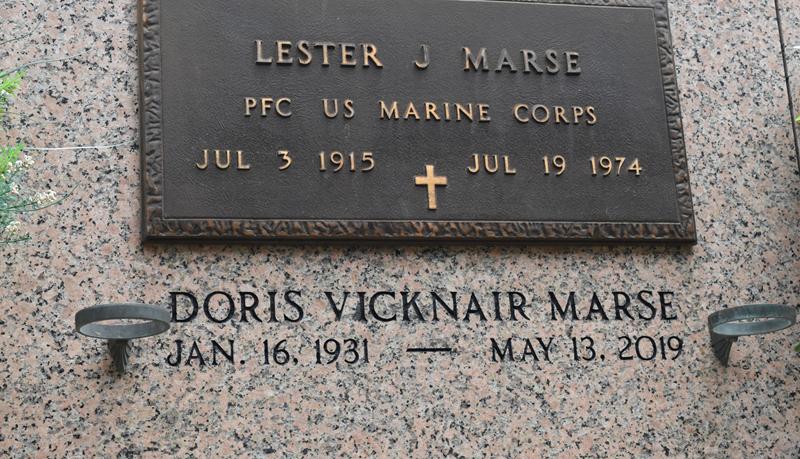 LESTER J MARSE
PFC US MARINE CORPS
JUL 3 1915 JUL 19 1974
DORIS VICKNAIR MARSE
JAN. 16, 1931 — MAY 13, 2019